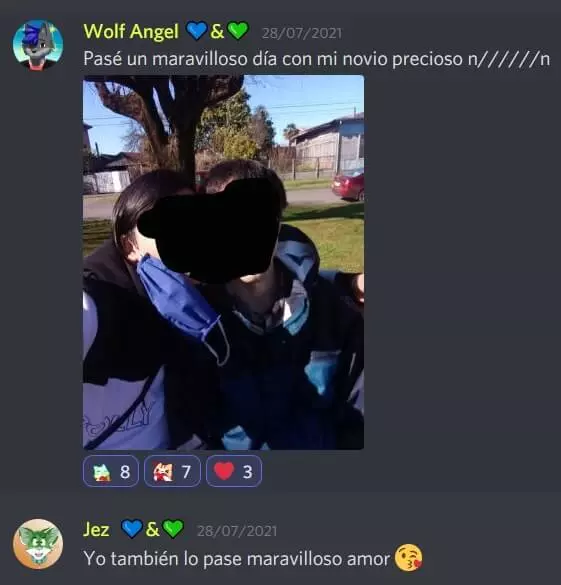 Wolf Angel 💙&💚 28/07/2021
Pasé un maravilloso día con mi novio precioso n//////n
8 7 3
Jez 💙&💚 28/07/2021
Yo también lo pase maravilloso amor 😘